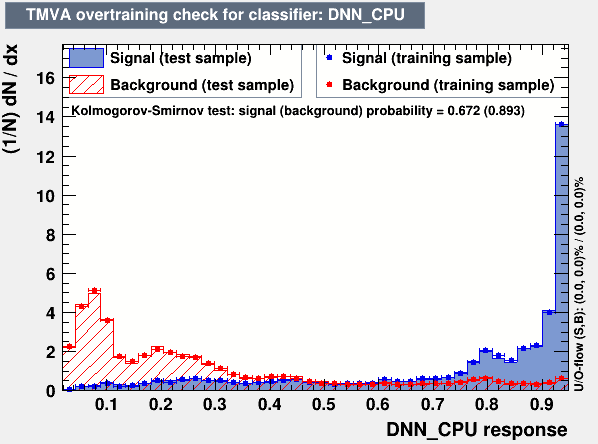 TMVA overtraining check for classifier: DNN_CPU
Signal (test sample)
Background (test sample)
Signal (training sample)
Background (training sample)
Kolmogorov-Smirnov test: signal (background) probability = 0.672 (0.893)
(1/N) dN / dx
16
14
12
10
8
6
4
2
0
0.1 0.2 0.3 0.4 0.5 0.6 0.7 0.8 0.9
DNN_CPU response
U/O-flow (S,B): (0.0, 0.0)% / (0.0, 0.0)%